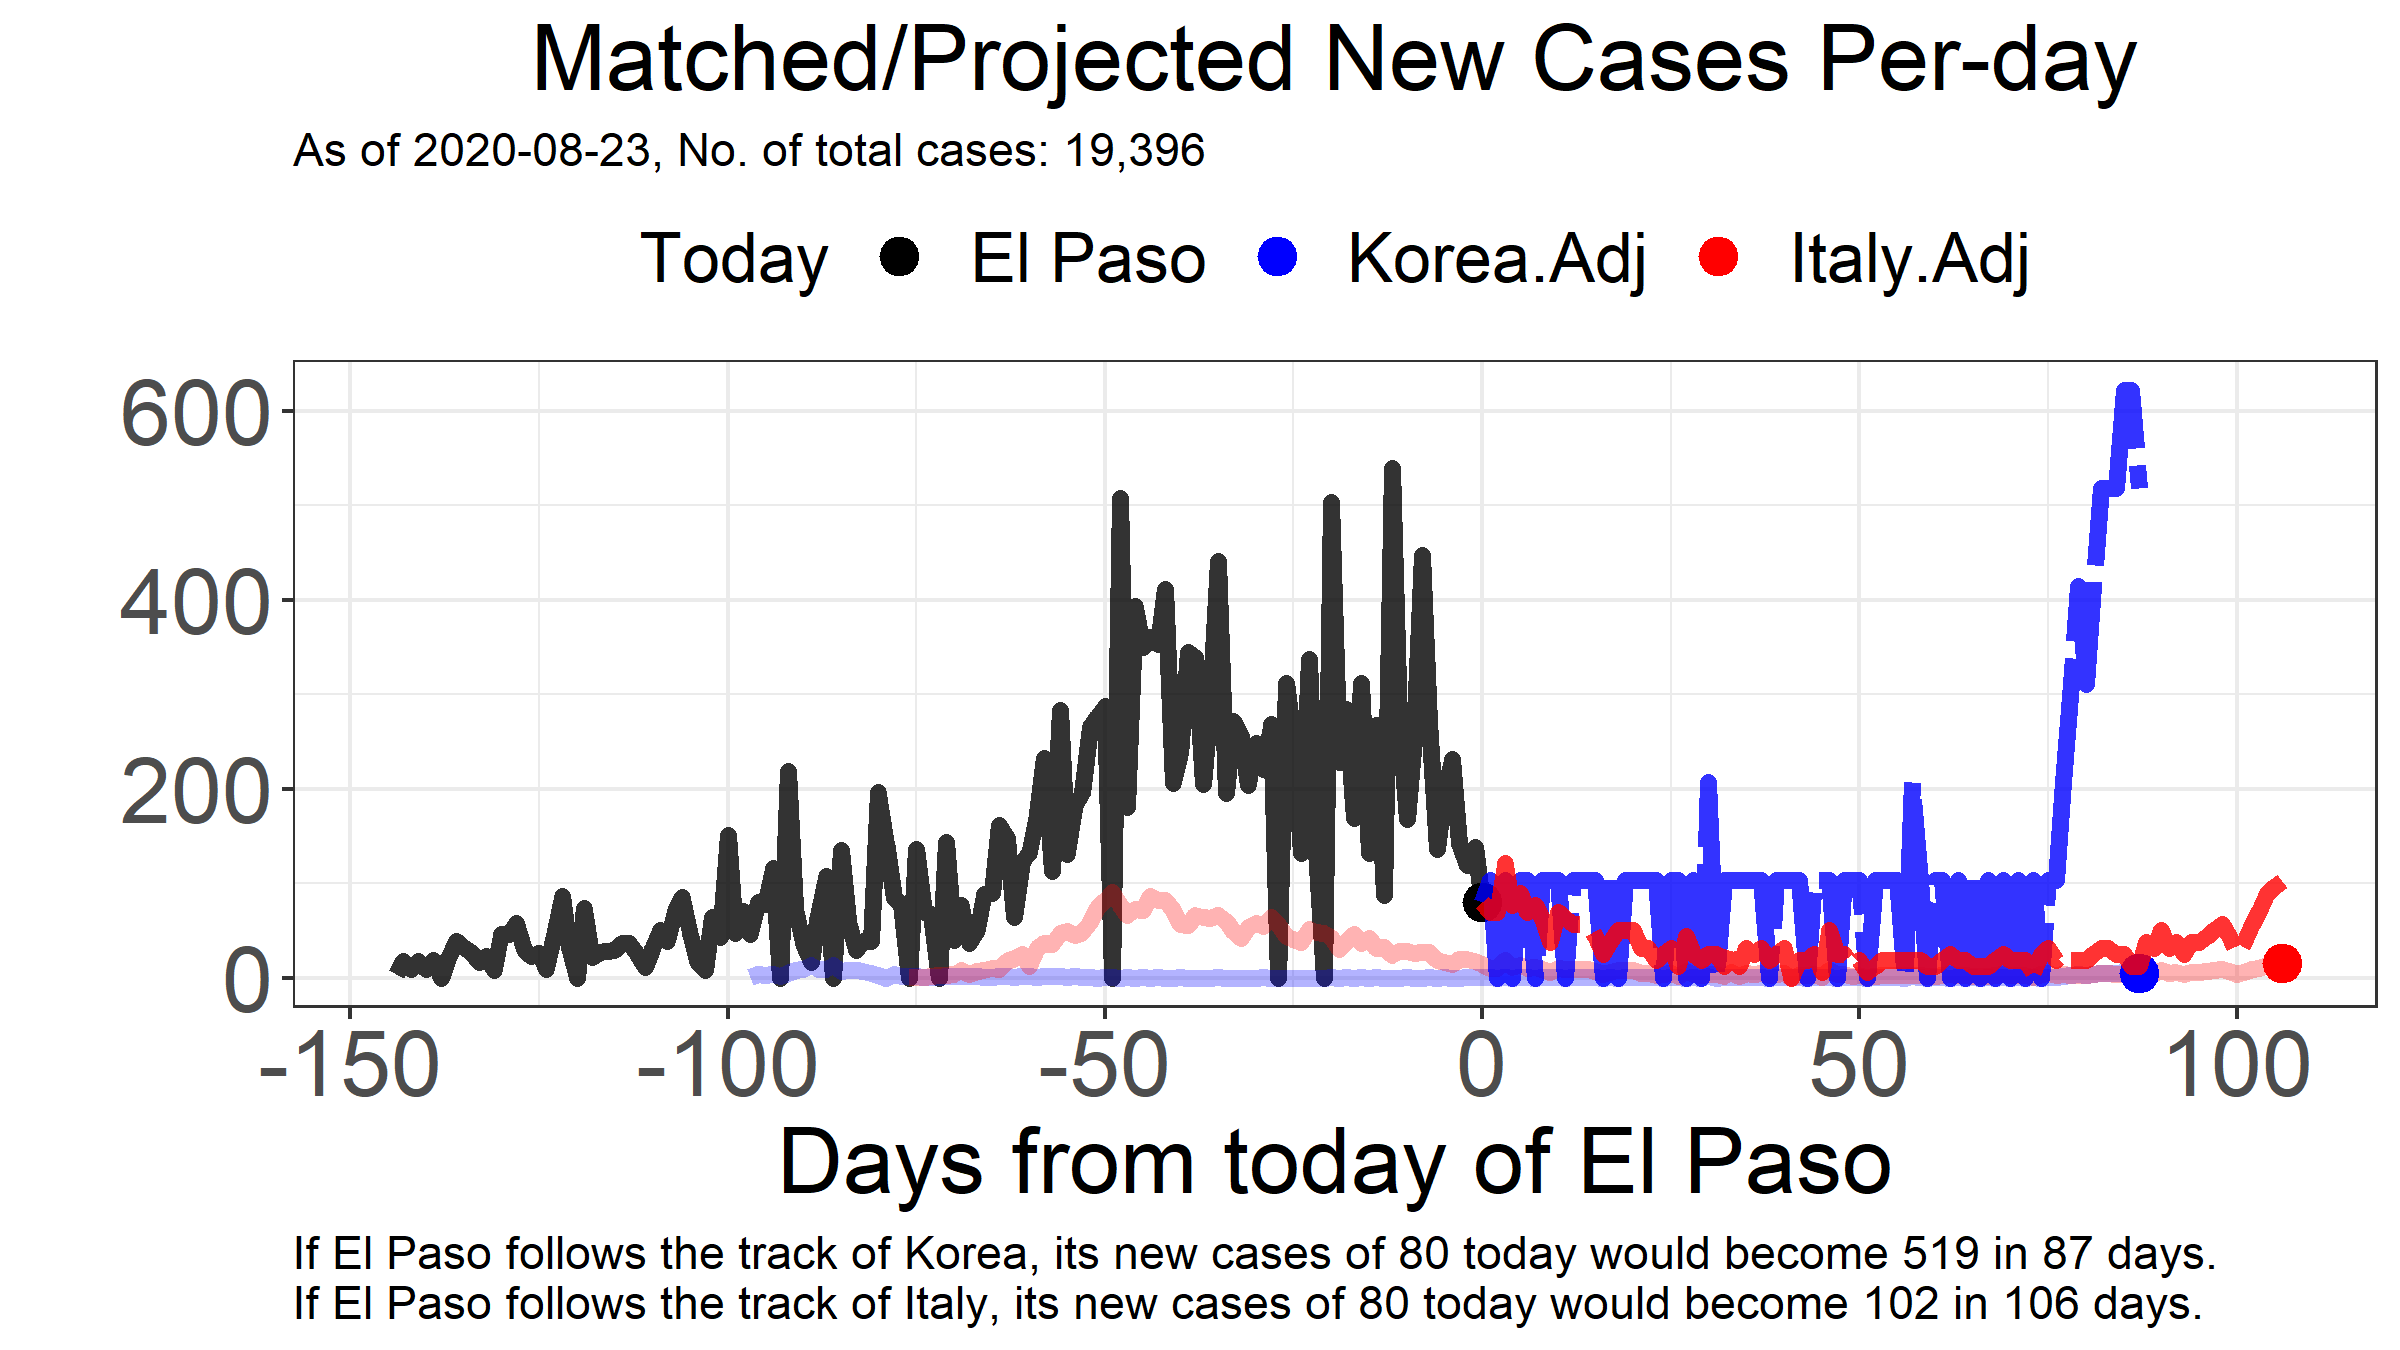 Matched/Projected New Cases Per-day
As of 2020-08-23, No. of total cases: 19,396
Today El Paso Korea.Adj Italy.Adj
600
400
200
0
-150 -100 -50 0 50 100
Days from today of El Paso
If El Paso follows the track of Korea, its new cases of 80 today would become 519 in 87 days.
If El Paso follows the track of Italy, its new cases of 80 today would become 102 in 106 days.